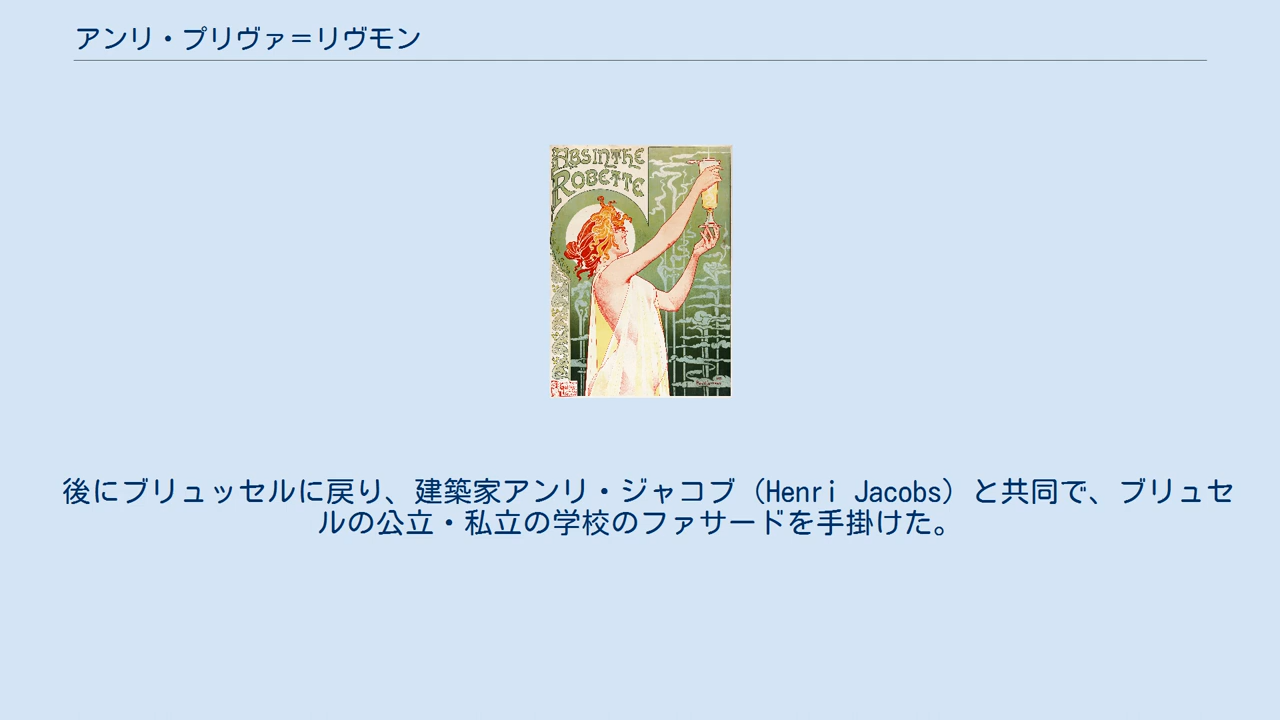 アンリ・プリヴァ＝リヴモン
ABSINTHE
ROBETTE
後にブリュッセルに戻り、建築家アンリ・ジャコブ（Henri Jacobs）と共同で、ブリュセ
ルの公立・私立の学校のファサードを手掛けた。